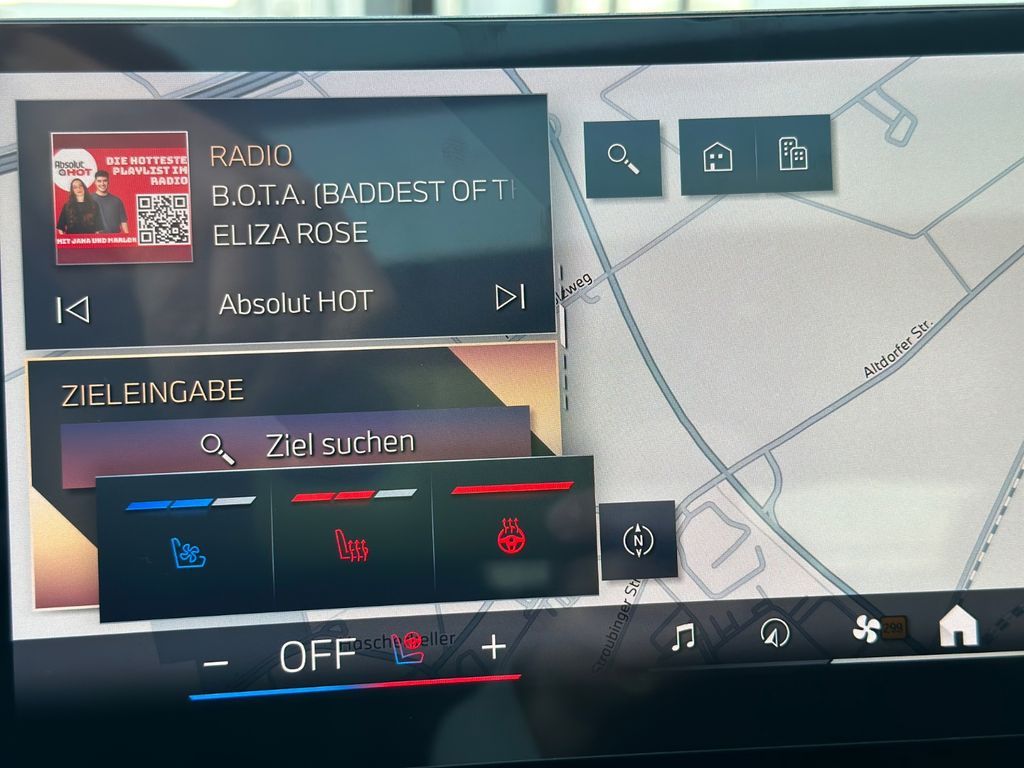 Absolut
HOT
DIE HOTTESTE
PLAYLIST IM
RADIO
MIT JANA UND MARLON
RADIO
B.O.T.A. (BADDEST OF TH
ELIZA ROSE
Absolut HOT
ZIELEINGABE
Ziel suchen
Altdorfer Str.
N
Straubinger Str.
OFF
299